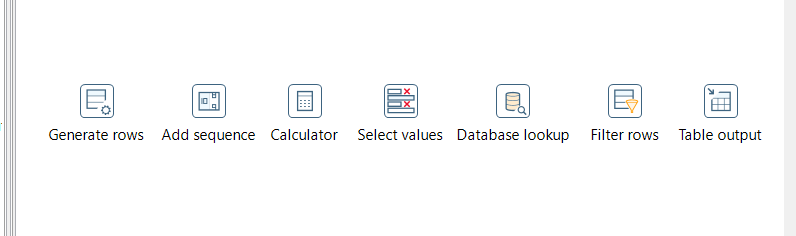 Generate rows Add sequence Calculator Select values Database lookup Filter rows Table output